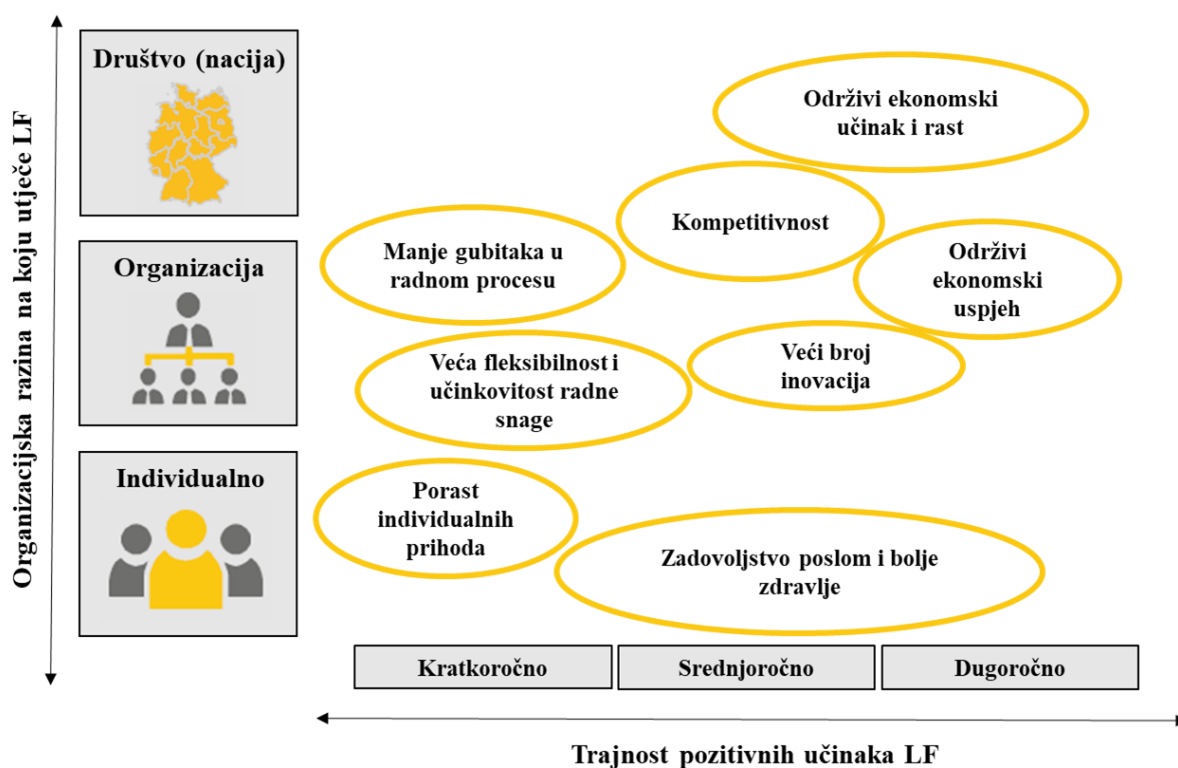 Organizacijska razina na koju utječe LF
Društvo (nacija)
Organizacija
Individualno
Održivi ekonomski
učinak i rast
Kompetitivnost
Manje gubitaka u
radnom procesu
Održivi
ekonomski
uspjeh
Veća fleksibilnost i
učinkovitost radne
snage
Veći broj
inovacija
Porast
individualnih
prihoda
Zadovoljstvo poslom i bolje
zdravlje
Kratkoročno
Srednjoročno
Dugoročno
Trajnost pozitivnih učinaka LF